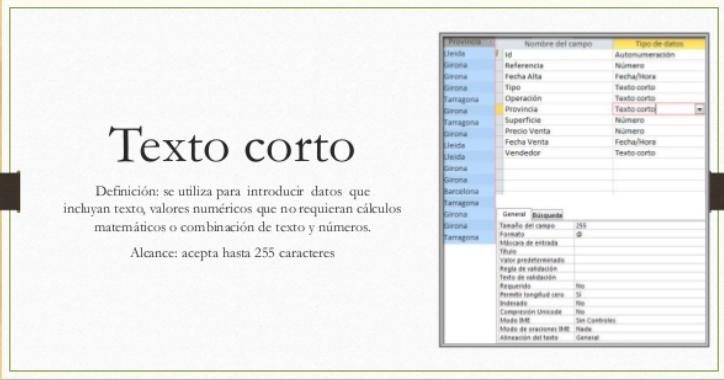 Texto corto
Definición: se utiliza para introducir datos que
incluyan texto, valores numéricos que no requieran cálculos
matemáticos o combinación de texto y números.
Alcance: acepta hasta 255 caracteres
Provincia
Lleida
Girona
Girona
Girona
Tarragona
Girona
Tarragona
Girona
Lleida
Lleida
Girona
Girona
Barcelona
Tarragona
Girona
Girona
Tarragona
Nombre del campo Tipo de datos
Id Autonumeración
Referencia Número
Fecha Alta Fecha/Hora
Tipo Texto corto
Operación Texto corto
Provincia Texto corto
Superficie Número
Precio Venta Número
Fecha Venta Fecha/Hora
Vendedor Texto corto
General Búsqueda
Tamaño del campo 255
Formato @
Máscara de entrada
Título
Valor predeterminado
Regla de validación
Texto de validación
Requerido No
Permitir longitud cero Sí
Indexado No
Compresión Unicode No
Modo IME Sin Controles
Modo de oraciones IME Nada
Alineación del texto General